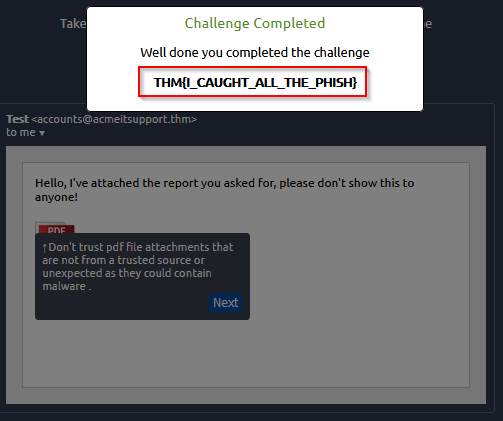 Challenge Completed
Take
me
Well done you completed the challenge
THM{I_CAUGHT_ALL_THE_PHISH}
Test <accounts@acmeitsupport.thm>
to me ▾
Hello, I've attached the report you asked for, please don't show this to
anyone!
PDF
↑Don't trust pdf file attachments that
are not from a trusted source or
unexpected as they could contain
malware .
Next